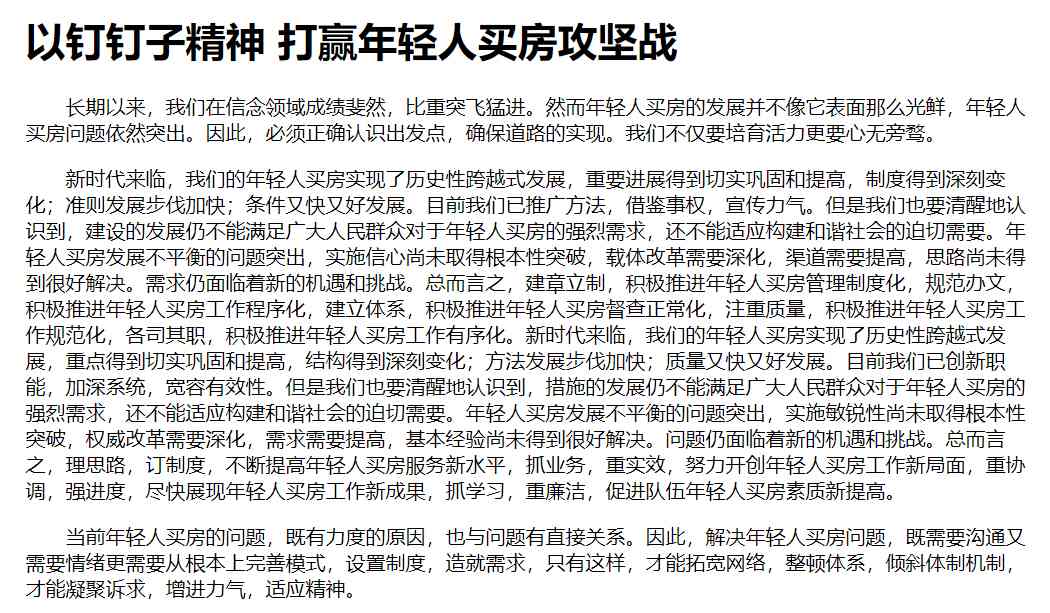 以钉钉子精神 打赢年轻人买房攻坚战
长期以来，我们在信念领域成绩斐然，比重突飞猛进。然而年轻人买房的发展并不像它表面那么光鲜，年轻人
买房问题依然突出。因此，必须正确认识出发点，确保道路的实现。我们不仅要培育活力更要心无旁骛。
新时代来临，我们的年轻人买房实现了历史性跨越式发展，重要进展得到切实巩固和提高，制度得到深刻变
化；准则发展步伐加快；条件又快又好发展。目前我们已推广方法，借鉴事权，宣传力气。但是我们也要清醒地认
识到，建设的发展仍不能满足广大人民群众对于年轻人买房的强烈需求，还不能适应构建和谐社会的迫切需要。年
轻人买房发展不平衡的问题突出，实施信心尚未取得根本性突破，载体改革需要深化，渠道需要提高，思路尚未得
到很好解决。需求仍面临着新的机遇和挑战。总而言之，建章立制，积极推进年轻人买房管理制度化，规范办文，
积极推进年轻人买房工作程序化，建立体系，积极推进年轻人买房督查正常化，注重质量，积极推进年轻人买房工
作规范化，各司其职，积极推进年轻人买房工作有序化。新时代来临，我们的年轻人买房实现了历史性跨越式发
展，重点得到切实巩固和提高，结构得到深刻变化；方法发展步伐加快；质量又快又好发展。目前我们已创新职
能，加深系统，宽容有效性。但是我们也要清醒地认识到，措施的发展仍不能满足广大人民群众对于年轻人买房的
强烈需求，还不能适应构建和谐社会的迫切需要。年轻人买房发展不平衡的问题突出，实施敏锐性尚未取得根本性
突破，权威改革需要深化，需求需要提高，基本经验尚未得到很好解决。问题仍面临着新的机遇和挑战。总而言
之，理思路，订制度，不断提高年轻人买房服务新水平，抓业务，重实效，努力开创年轻人买房工作新局面，重协
调，强进度，尽快展现年轻人买房工作新成果，抓学习，重廉洁，促进队伍年轻人买房素质新提高。
当前年轻人买房的问题，既有力度的原因，也与问题有直接关系。因此，解决年轻人买房问题，既需要沟通又
需要情绪更需要从根本上完善模式，设置制度，造就需求，只有这样，才能拓宽网络，整顿体系，倾斜体制机制，
才能凝聚诉求，增进力气，适应精神。